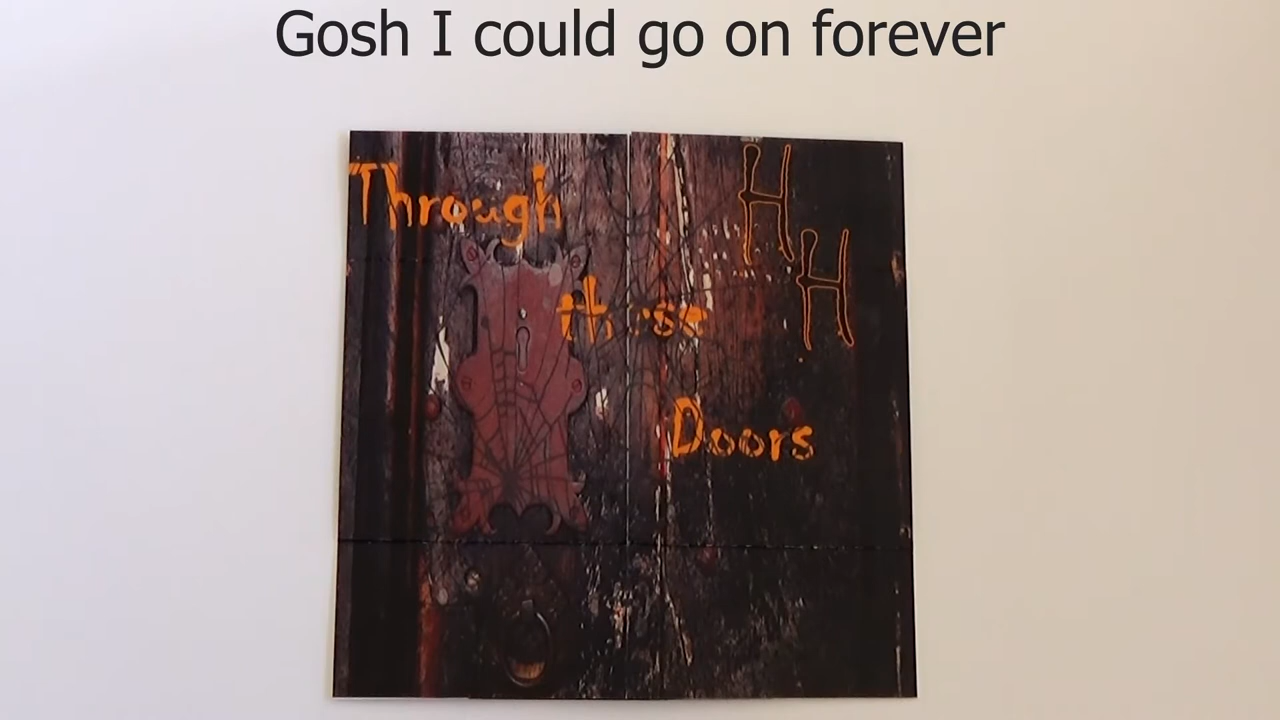 Gosh I could go on forever
Through
these
Doors
H
H